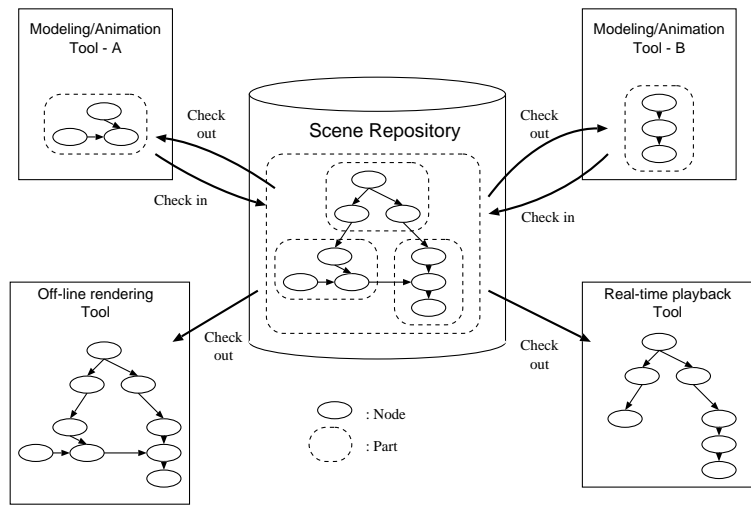 Modeling/Animation
Tool - A
Modeling/Animation
Tool - B
Check
out
Scene Repository
Check
out
Check in
Check in
Off-line rendering
Tool
Real-time playback
Tool
Check
out
Check
out
: Node
: Part